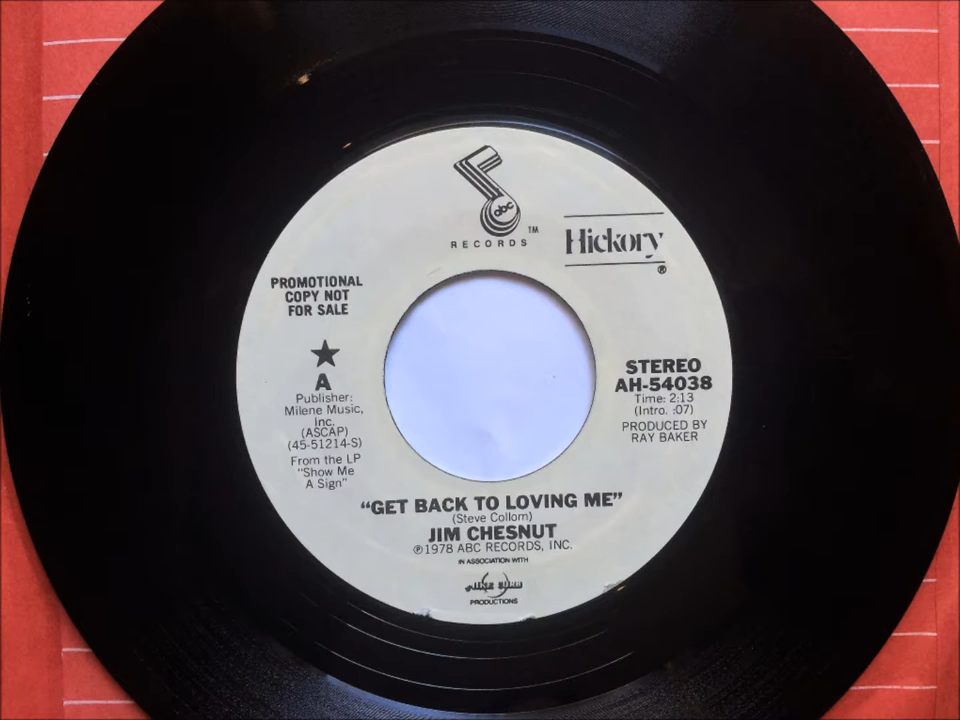 abc
TM
RECORDS
Hickory
®
PROMOTIONAL
COPY NOT
FOR SALE
A
Publisher:
Milene Music,
Inc.
(ASCAP)
(45-51214-S)
From the LP
"Show Me
A Sign"
STEREO
AH-54038
Time: 2:13
(Intro. :07)
PRODUCED BY
RAY BAKER
"GET BACK TO LOVING ME"
(Steve Collom)
JIM CHESNUT
℗1978 ABC RECORDS, INC.
IN ASSOCIATION WITH
PRODUCTIONS